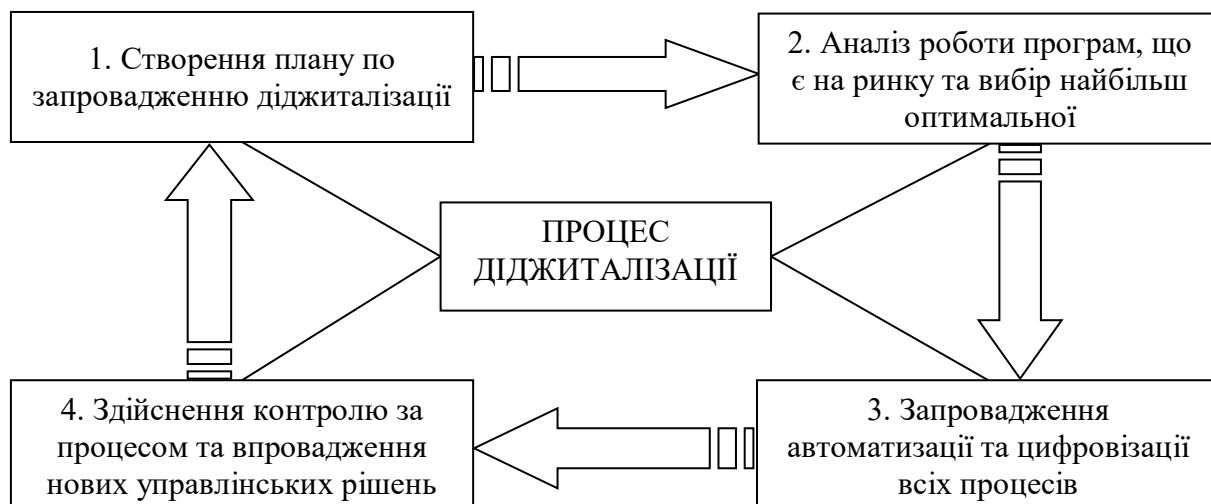 1. Створення плану по
запровадженню діджиталізації
2. Аналіз роботи програм, що
є на ринку та вибір найбільш
оптимальної
ПРОЦЕС
ДІДЖИТАЛІЗАЦІЇ
4. Здійснення контролю за
процесом та впровадження
нових управлінських рішень
3. Запровадження
автоматизації та цифровізації
всіх процесів